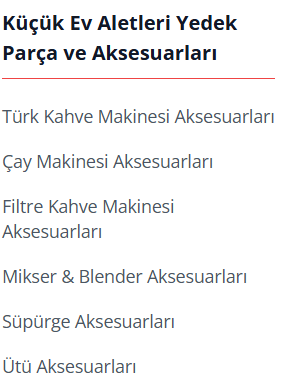 Küçük Ev Aletleri Yedek
Parça ve Aksesuarları
Türk Kahve Makinesi Aksesuarları
Çay Makinesi Aksesuarları
Filtre Kahve Makinesi
Aksesuarları
Mikser & Blender Aksesuarları
Süpürge Aksesuarları
Ütü Aksesuarları